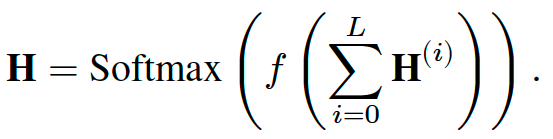 H = Softmax ( f ( ∑_{i=0}^{L} H^{(i)} ) ) .